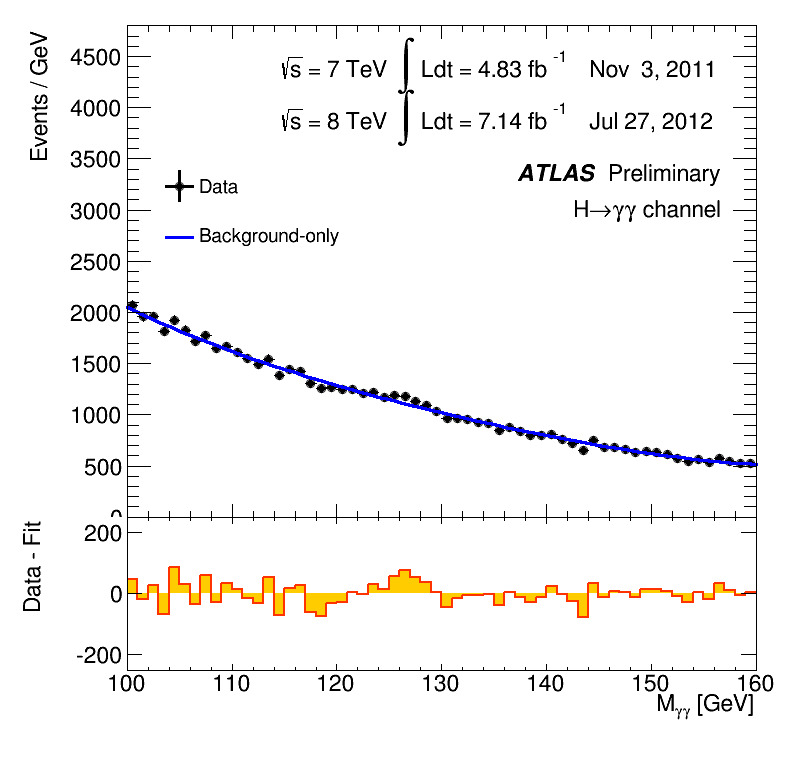 Events / GeV
4500
4000
3500
3000
2500
2000
1500
1000
500
0
√s = 7 TeV ∫ Ldt = 4.83 fb⁻¹ Nov 3, 2011
√s = 8 TeV ∫ Ldt = 7.14 fb⁻¹ Jul 27, 2012
ATLAS Preliminary
H→γγ channel
Data
Background-only
Data - Fit
200
0
-200
100 110 120 130 140 150 160
Mγγ [GeV]